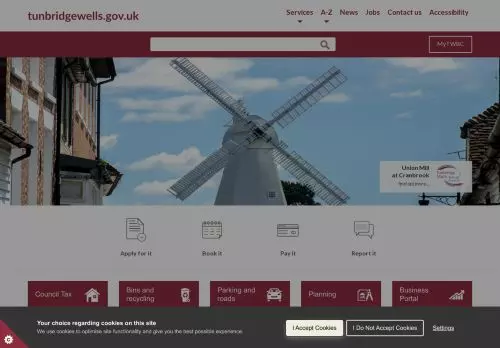 tunbridgewells.gov.uk
Services A-Z News Jobs Contact us Accessibility
MyTWBC
Union Mill
at Cranbrook
find out more...
Apply for it Book it Pay it Report it
Council Tax
Bins and
recycling
Parking and
roads
Planning
Business
Portal
Your choice regarding cookies on this site
We use cookies to optimise site functionality and give you the best possible experience.
I Accept Cookies
I Do Not Accept Cookies
Settings